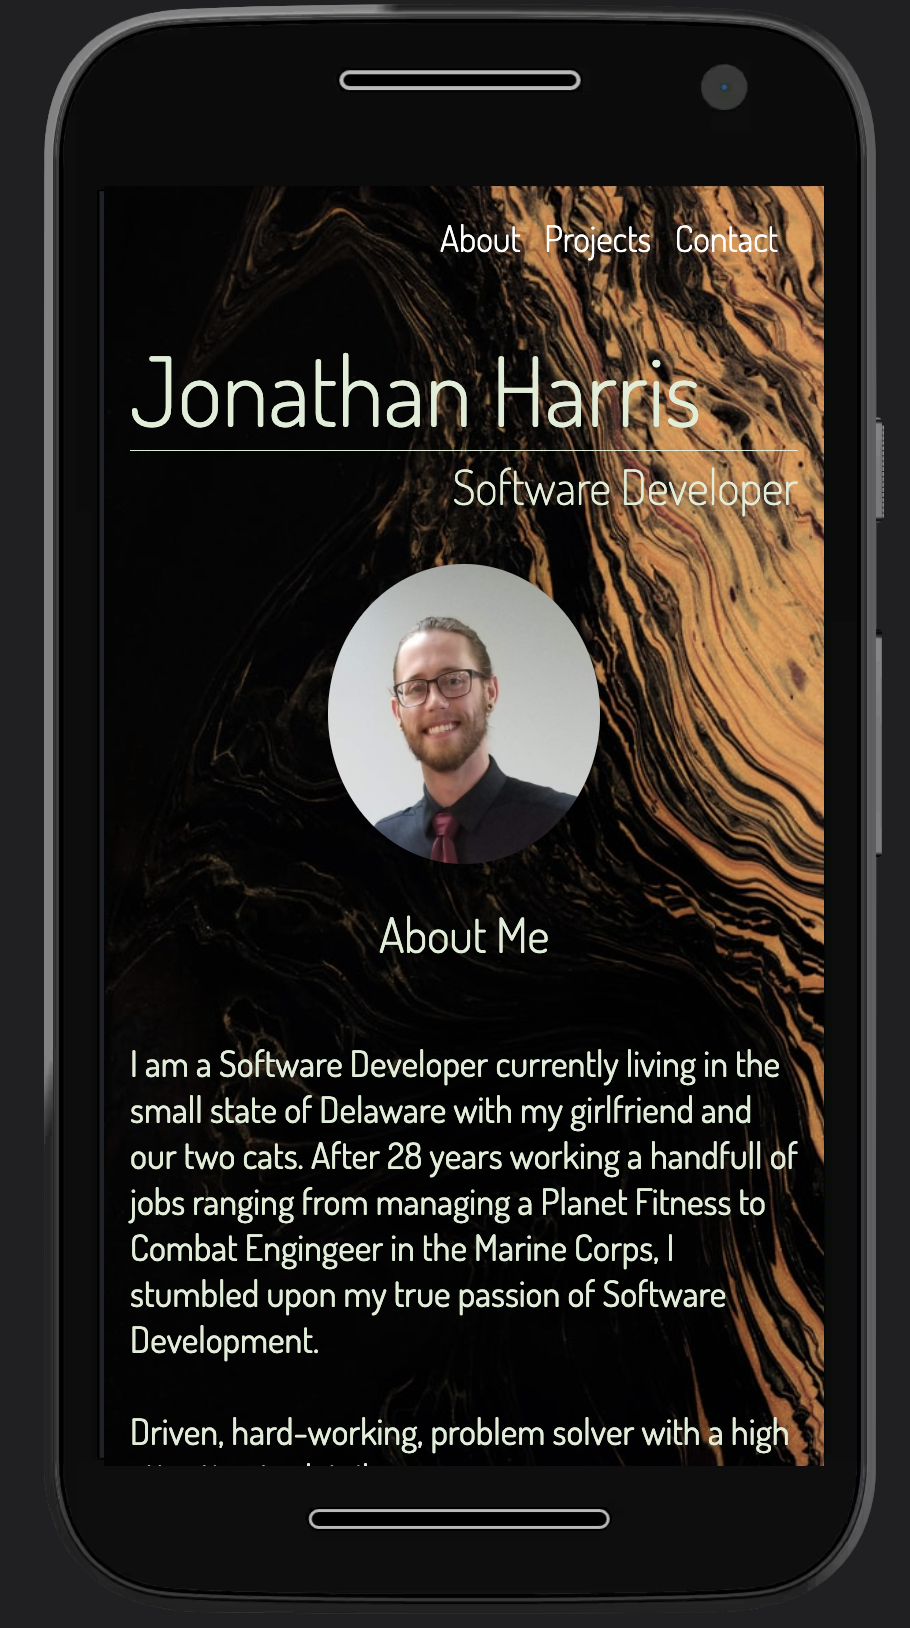 About Projects Contact
Jonathan Harris
Software Developer
About Me
I am a Software Developer currently living in the
small state of Delaware with my girlfriend and
our two cats. After 28 years working a handfull of
jobs ranging from managing a Planet Fitness to
Combat Engingeer in the Marine Corps, I
stumbled upon my true passion of Software
Development.
Driven, hard-working, problem solver with a high